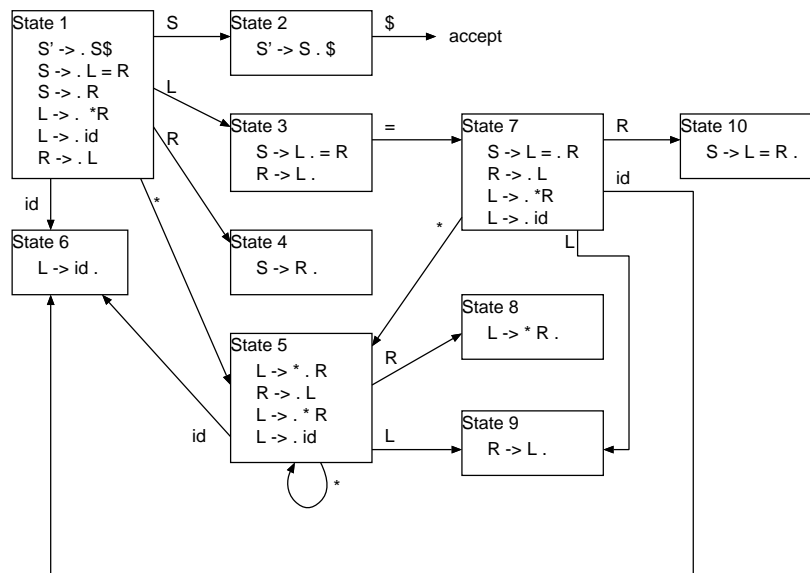 State 1
S' -> . S$
S -> . L = R
S -> . R
L -> . *R
L -> . id
R -> . L
S
State 2
S' -> S . $
$
accept
L
R
State 3
S -> L . = R
R -> L .
=
State 7
S -> L = . R
R -> . L
L -> . *R
L -> . id
R
id
State 10
S -> L = R .
id
*
State 6
L -> id .
State 4
S -> R .
*
L
State 8
L -> * R .
State 5
L -> * . R
R -> . L
L -> . * R
L -> . id
R
id
L
State 9
R -> L .
*